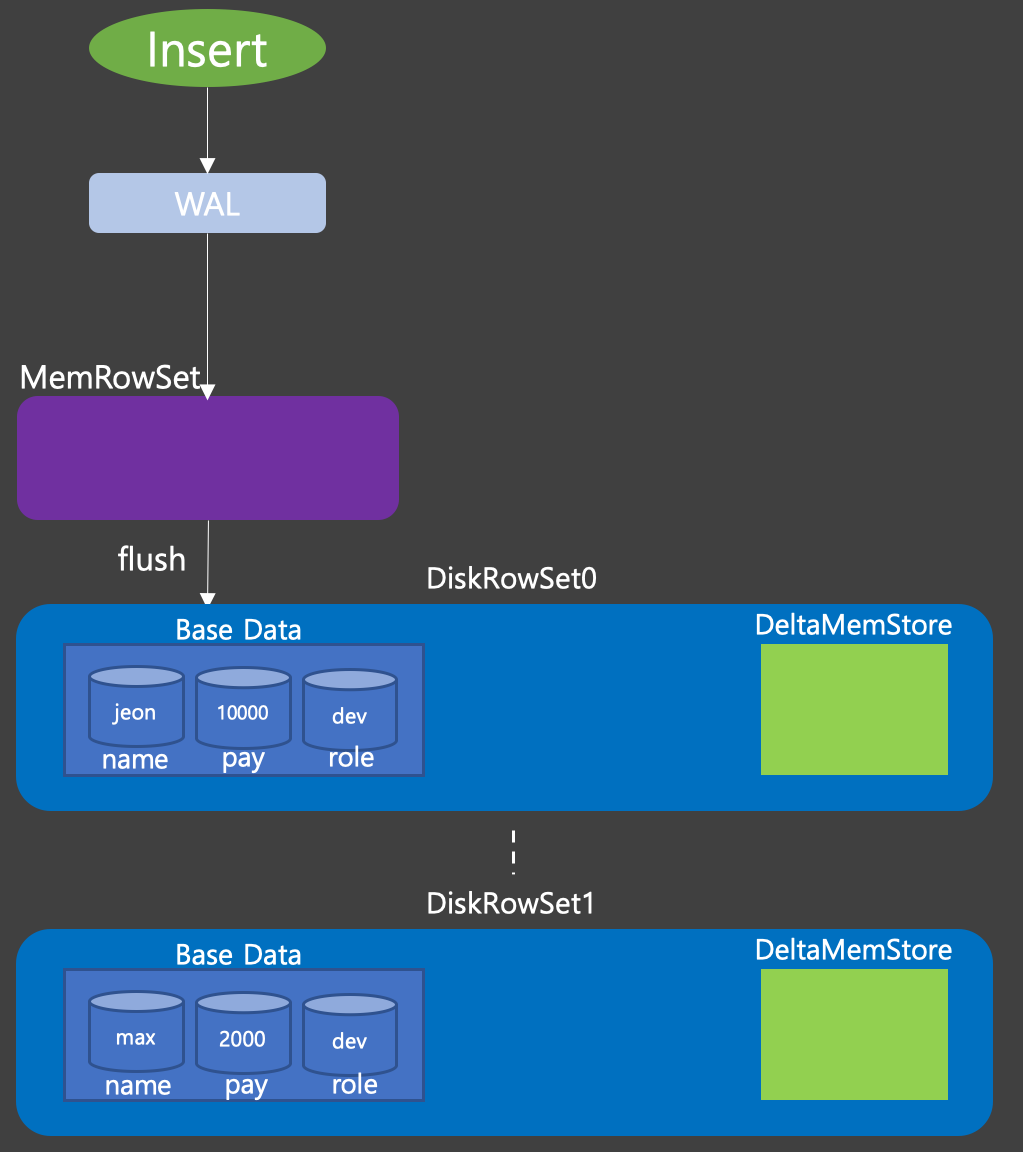 Insert
WAL
MemRowSet
flush
DiskRowSet0
Base Data
DeltaMemStore
jeon
10000
dev
name
pay
role
DiskRowSet1
Base Data
DeltaMemStore
max
2000
dev
name
pay
role